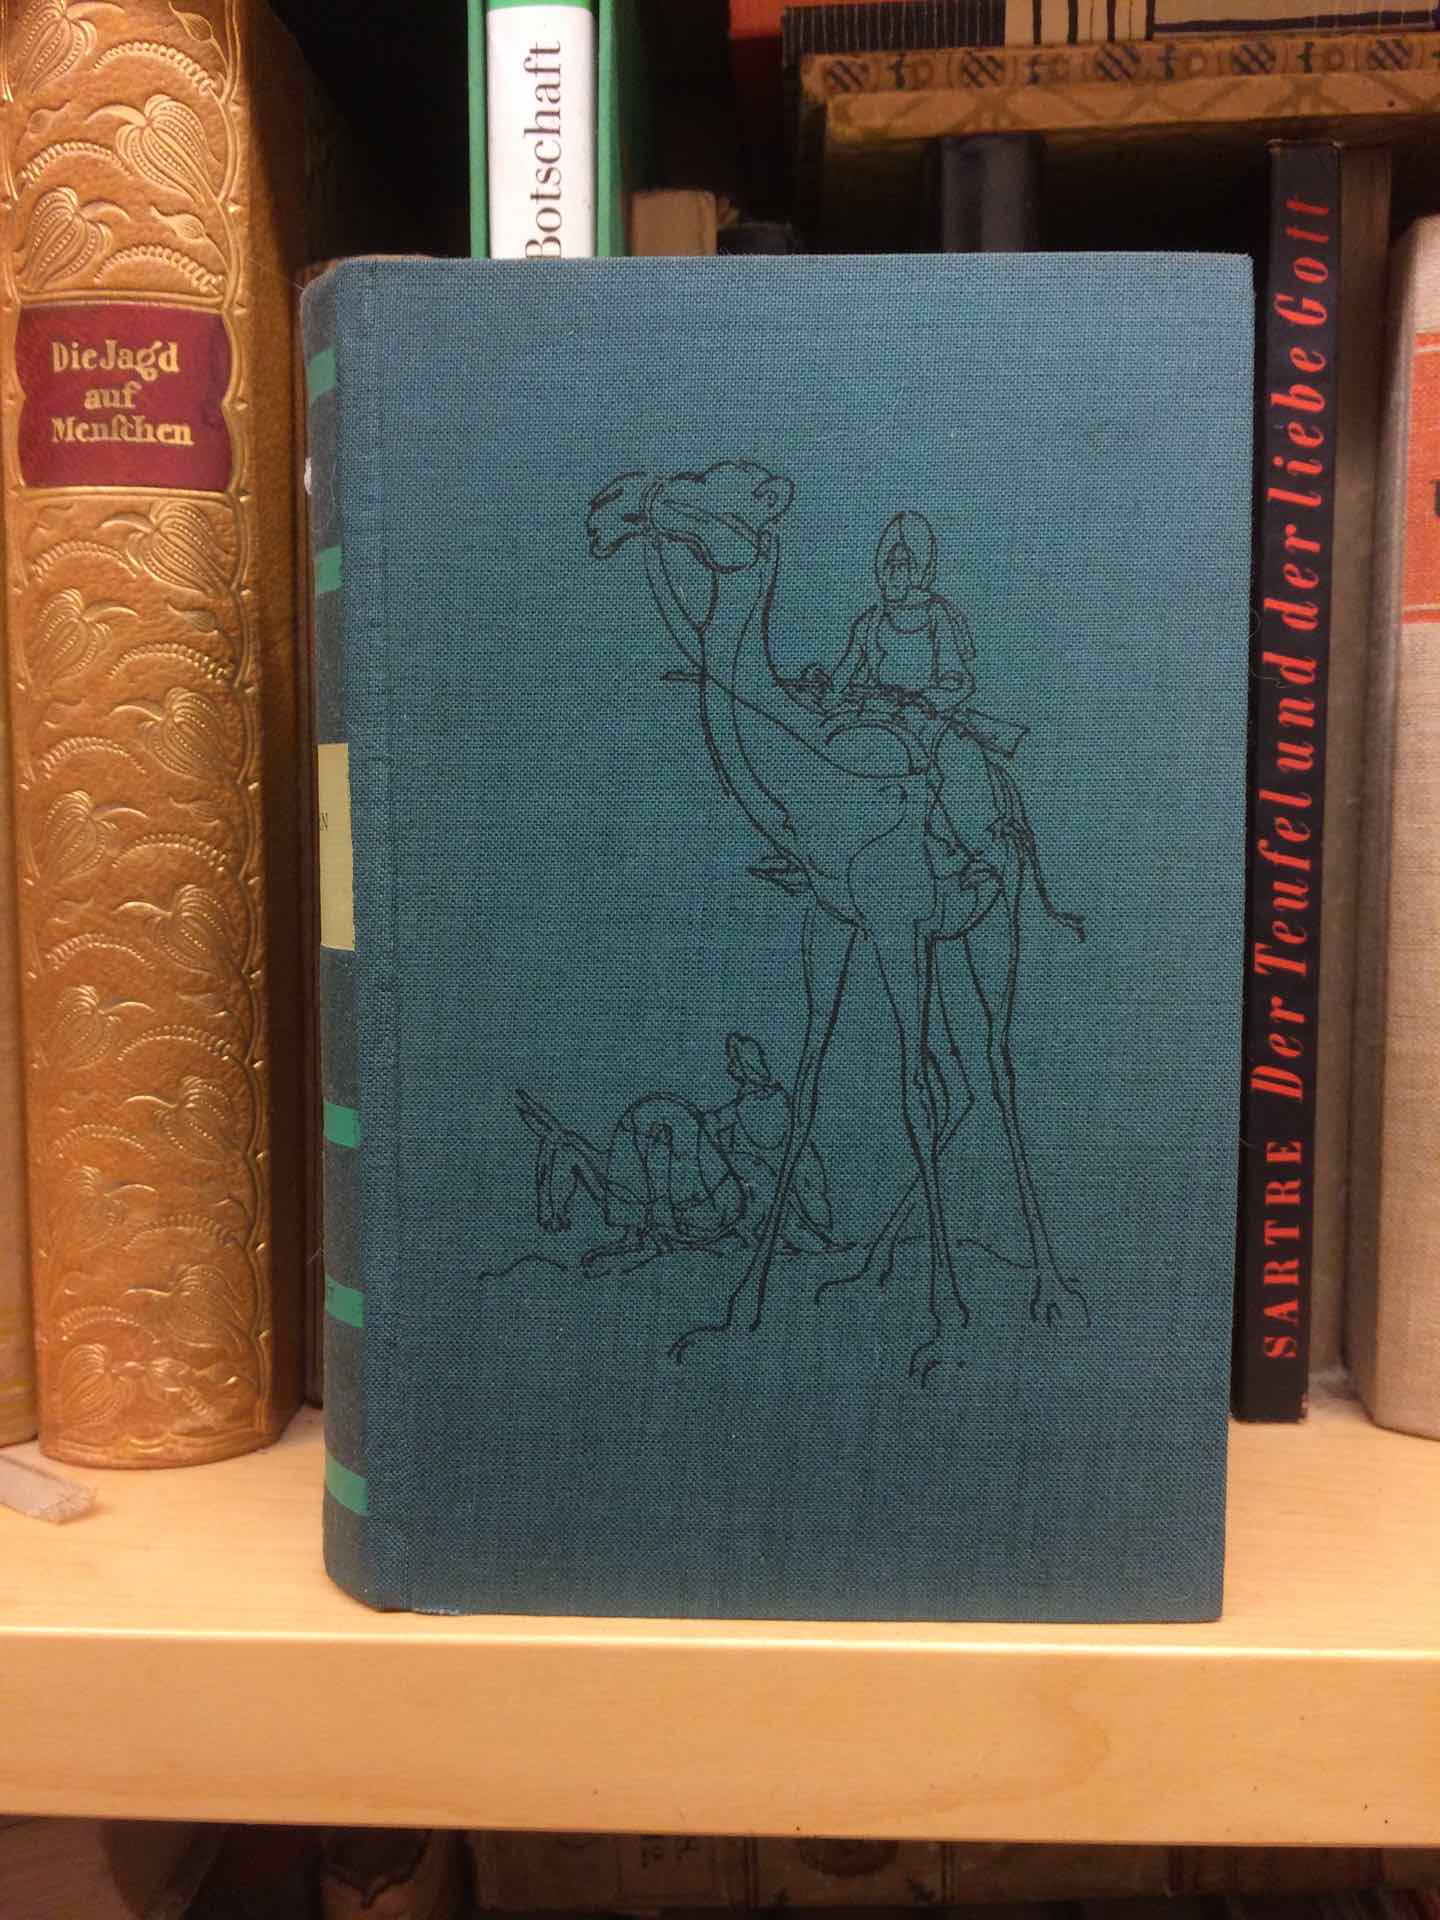 Die Jagd
auf
Menſchen
Botschaft
SARTRE Der Teufel und der liebe Gott